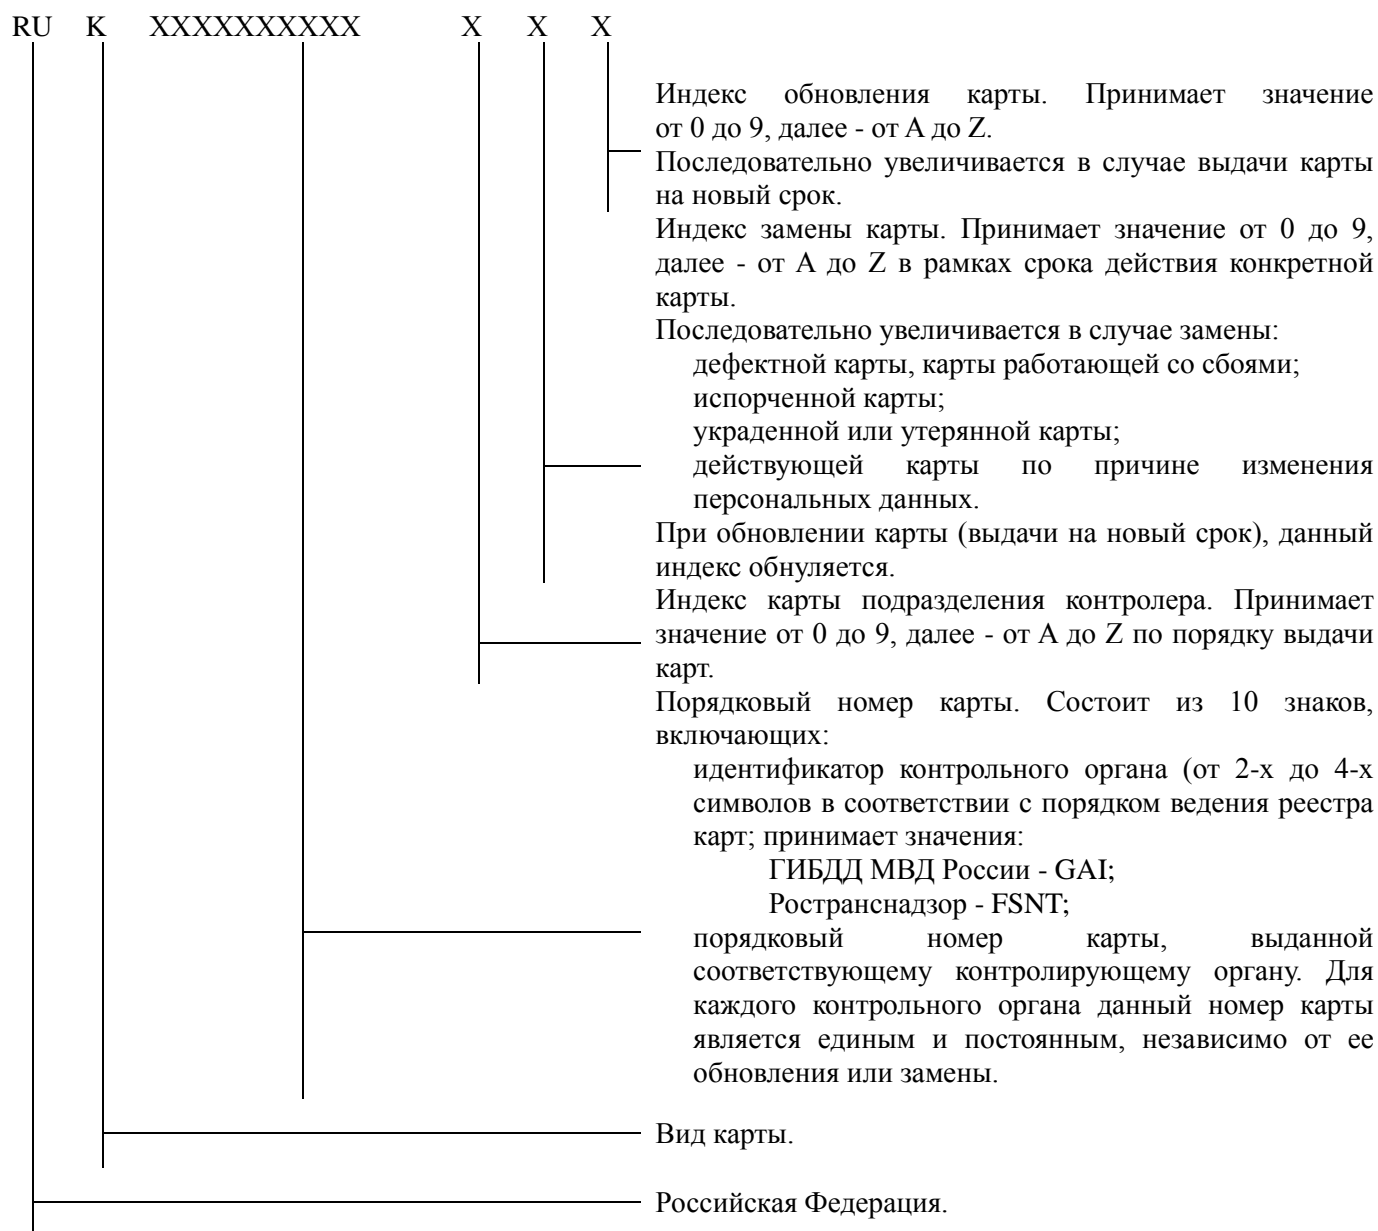 RU K XXXXXXXXXX X X X
Индекс обновления карты. Принимает значение
от 0 до 9, далее - от A до Z.
Последовательно увеличивается в случае выдачи карты
на новый срок.
Индекс замены карты. Принимает значение от 0 до 9,
далее - от A до Z в рамках срока действия конкретной
карты.
Последовательно увеличивается в случае замены:
дефектной карты, карты работающей со сбоями;
испорченной карты;
украденной или утерянной карты;
действующей карты по причине изменения
персональных данных.
При обновлении карты (выдачи на новый срок), данный
индекс обнуляется.
Индекс карты подразделения контролера. Принимает
значение от 0 до 9, далее - от A до Z по порядку выдачи
карт.
Порядковый номер карты. Состоит из 10 знаков,
включающих:
идентификатор контрольного органа (от 2-х до 4-х
символов в соответствии с порядком ведения реестра
карт; принимает значения:
ГИБДД МВД России - GAI;
Ространснадзор - FSNT;
порядковый номер карты, выданной
соответствующему контролирующему органу. Для
каждого контрольного органа данный номер карты
является единым и постоянным, независимо от ее
обновления или замены.
Вид карты.
Российская Федерация.